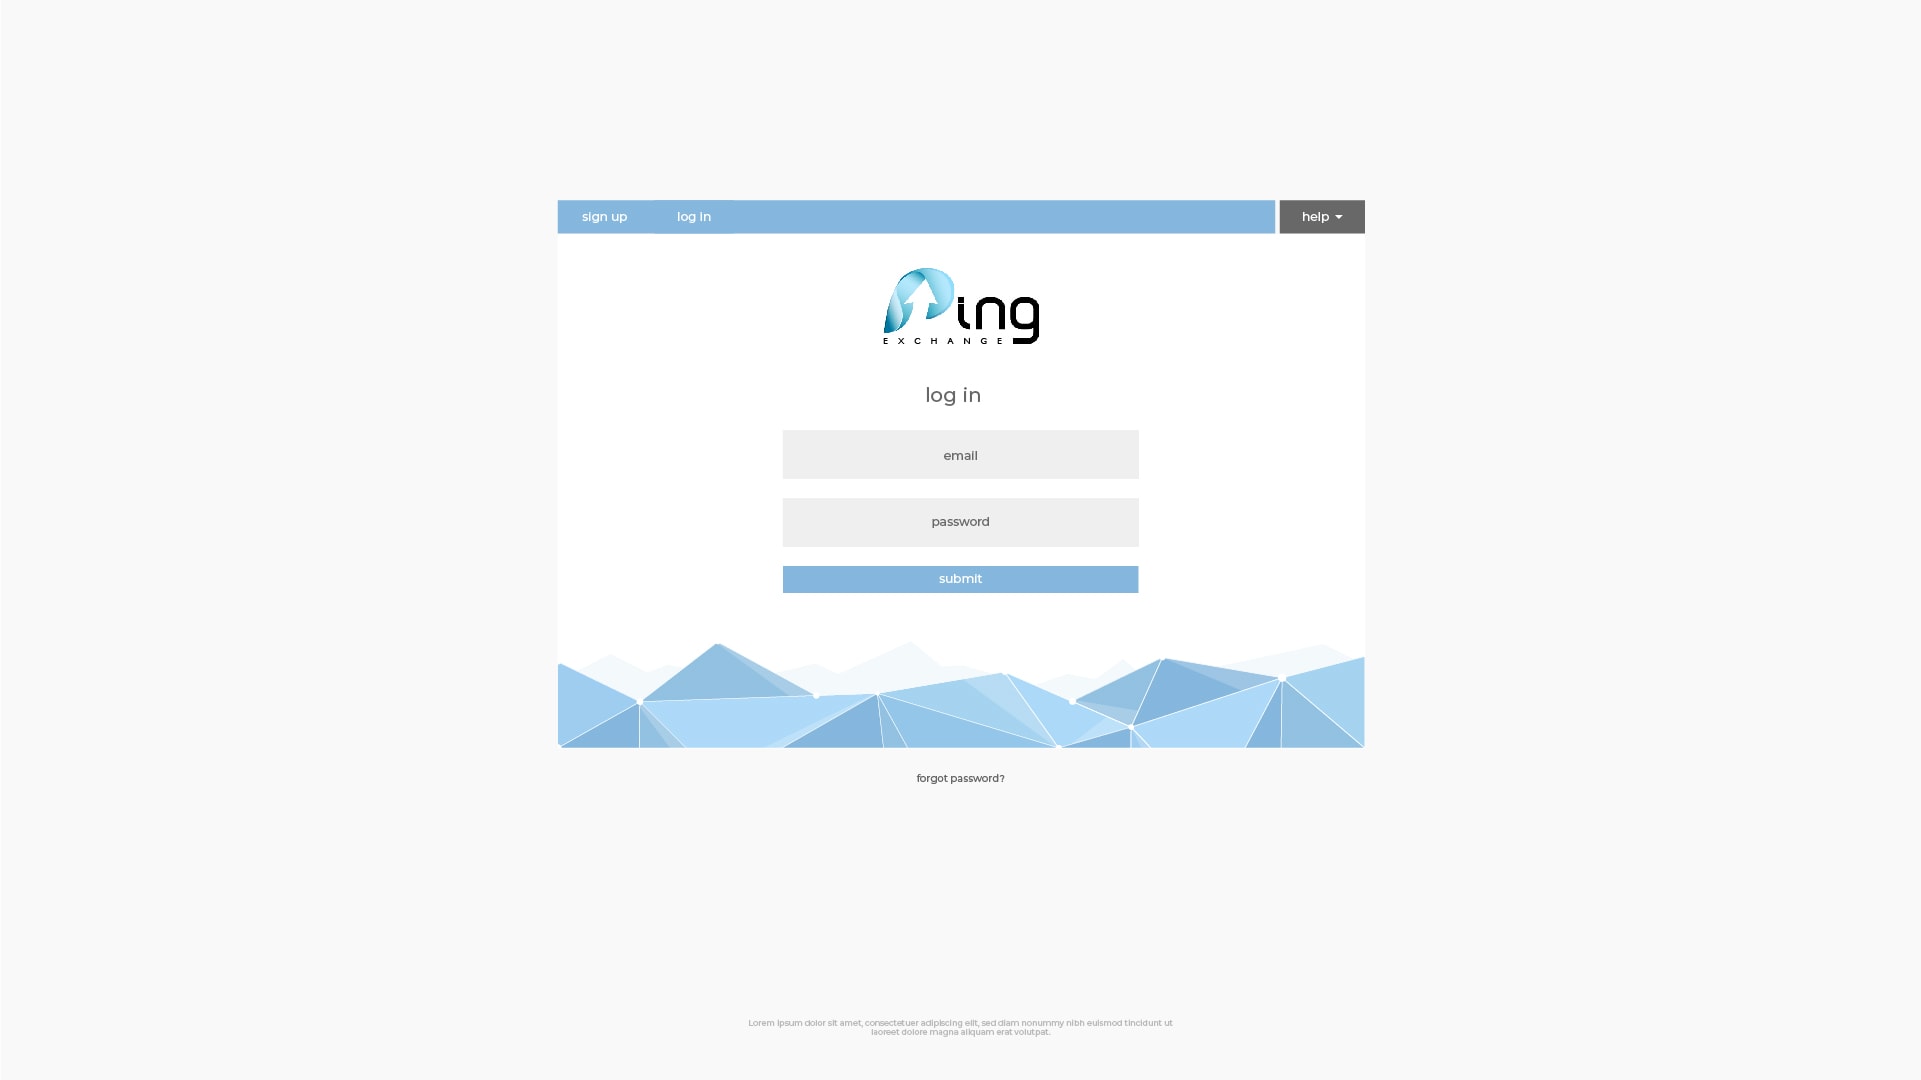 sign up
log in
help
Ping
EXCHANGE
log in
email
password
submit
forgot password?
Lorem ipsum dolor sit amet, consectetuer adipiscing elit, sed diam nonummy nibh euismod tincidunt ut
laoreet dolore magna aliquam erat volutpat.